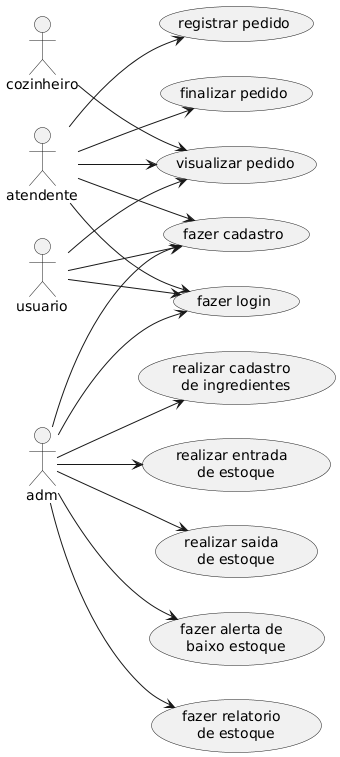 registrar pedido
cozinheiro
finalizar pedido
visualizar pedido
atendente
fazer cadastro
usuario
fazer login
realizar cadastro
de ingredientes
realizar entrada
de estoque
adm
realizar saida
de estoque
fazer alerta de
baixo estoque
fazer relatorio
de estoque